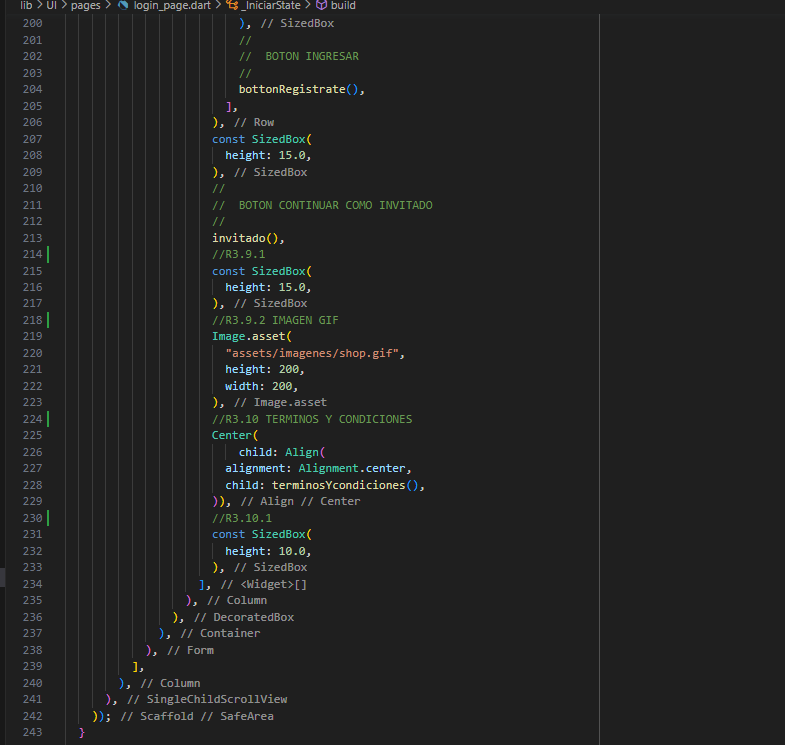 lib > UI > pages > login_page.dart > _IniciarState > build
200 ), // SizedBox
201 //
202 //  BOTON INGRESAR
203 //
204 bottonRegistrate(),
205 ],
206 ), // Row
207 const SizedBox(
208 height: 15.0,
209 ), // SizedBox
210 //
211 //  BOTON CONTINUAR COMO INVITADO
212 //
213 invitado(),
214 //R3.9.1
215 const SizedBox(
216 height: 15.0,
217 ), // SizedBox
218 //R3.9.2 IMAGEN GIF
219 Image.asset(
220 "assets/imagenes/shop.gif",
221 height: 200,
222 width: 200,
223 ), // Image.asset
224 //R3.10 TERMINOS Y CONDICIONES
225 Center(
226 child: Align(
227 alignment: Alignment.center,
228 child: terminosYcondiciones(),
229 )), // Align // Center
230 //R3.10.1
231 const SizedBox(
232 height: 10.0,
233 ), // SizedBox
234 ], // <Widget>[]
235 ), // Column
236 ), // DecoratedBox
237 ), // Container
238 ), // Form
239 ],
240 ), // Column
241 ), // SingleChildScrollView
242 )); // Scaffold // SafeArea
243 }